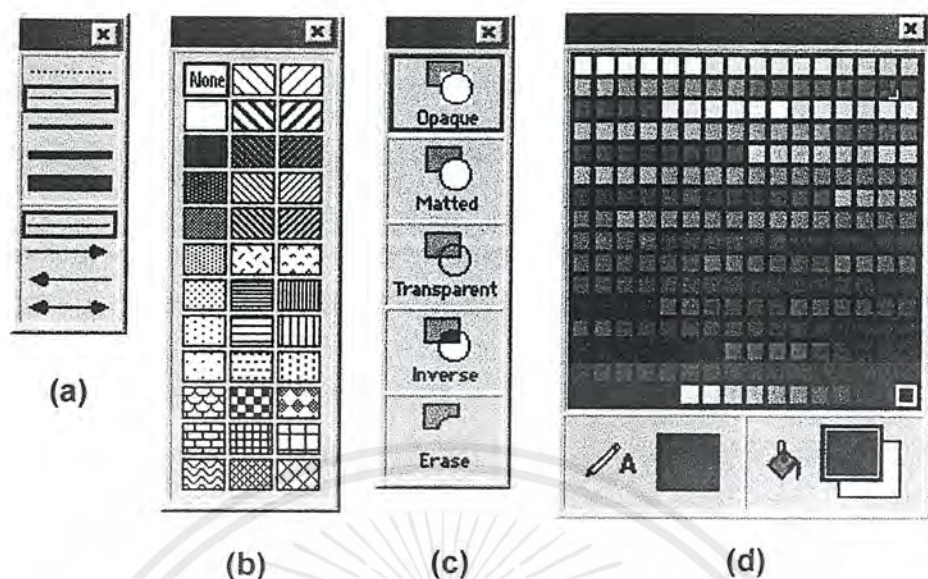 None
Opaque
Matted
Transparent
Inverse
Erase
A
(a)
(b)
(c)
(d)